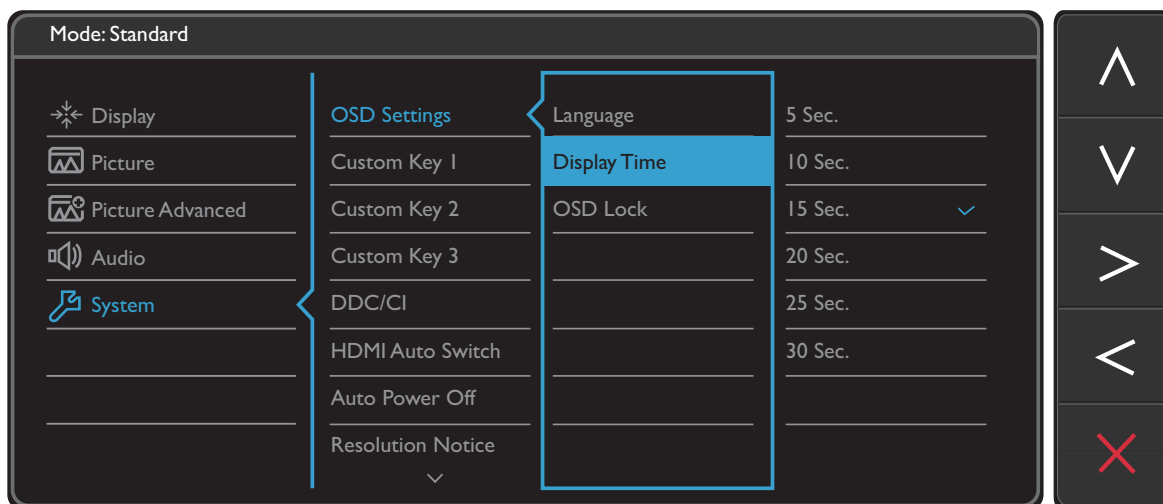 Mode: Standard
Display
Picture
Picture Advanced
Audio
System
OSD Settings
Custom Key 1
Custom Key 2
Custom Key 3
DDC/CI
HDMI Auto Switch
Auto Power Off
Resolution Notice
Language
Display Time
OSD Lock
5 Sec.
10 Sec.
15 Sec.
20 Sec.
25 Sec.
30 Sec.